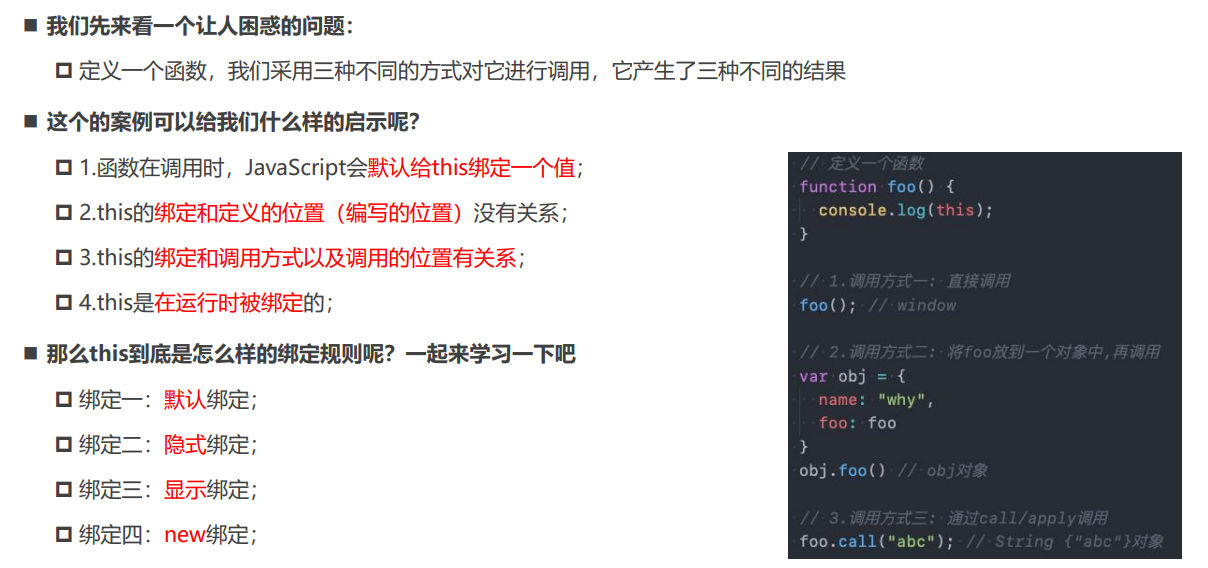 我们先来看一个让人困惑的问题：
定义一个函数，我们采用三种不同的方式对它进行调用，它产生了三种不同的结果
这个的案例可以给我们什么样的启示呢？
1.函数在调用时，JavaScript会默认给this绑定一个值；
2.this的绑定和定义的位置（编写的位置）没有关系；
3.this的绑定和调用方式以及调用的位置有关系；
4.this是在运行时被绑定的；
那么this到底是怎么样的绑定规则呢？一起来学习一下吧
绑定一：默认绑定；
绑定二：隐式绑定；
绑定三：显示绑定；
绑定四：new绑定；
// 定义一个函数
function foo() {
  console.log(this);
}
// 1.调用方式一: 直接调用
foo(); // window
// 2.调用方式二: 将foo放到一个对象中,再调用
var obj = {
  name: "why",
  foo: foo
}
obj.foo() // obj对象
// 3.调用方式三: 通过call/apply调用
foo.call("abc"); // String {"abc"}对象